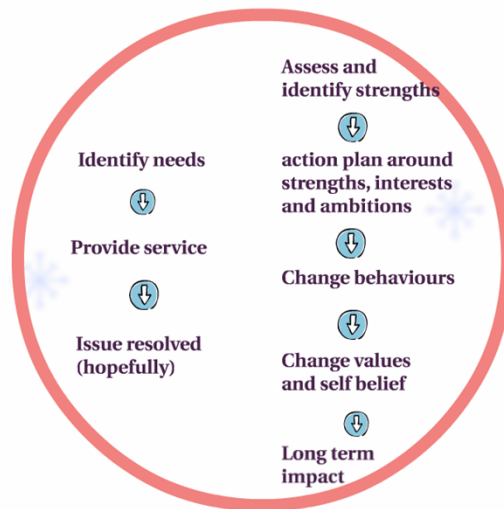 Identify needs
Provide service
Issue resolved
(hopefully)
Assess and
identify strengths
action plan around
strengths, interests
and ambitions
Change behaviours
Change values
and self belief
Long term
impact